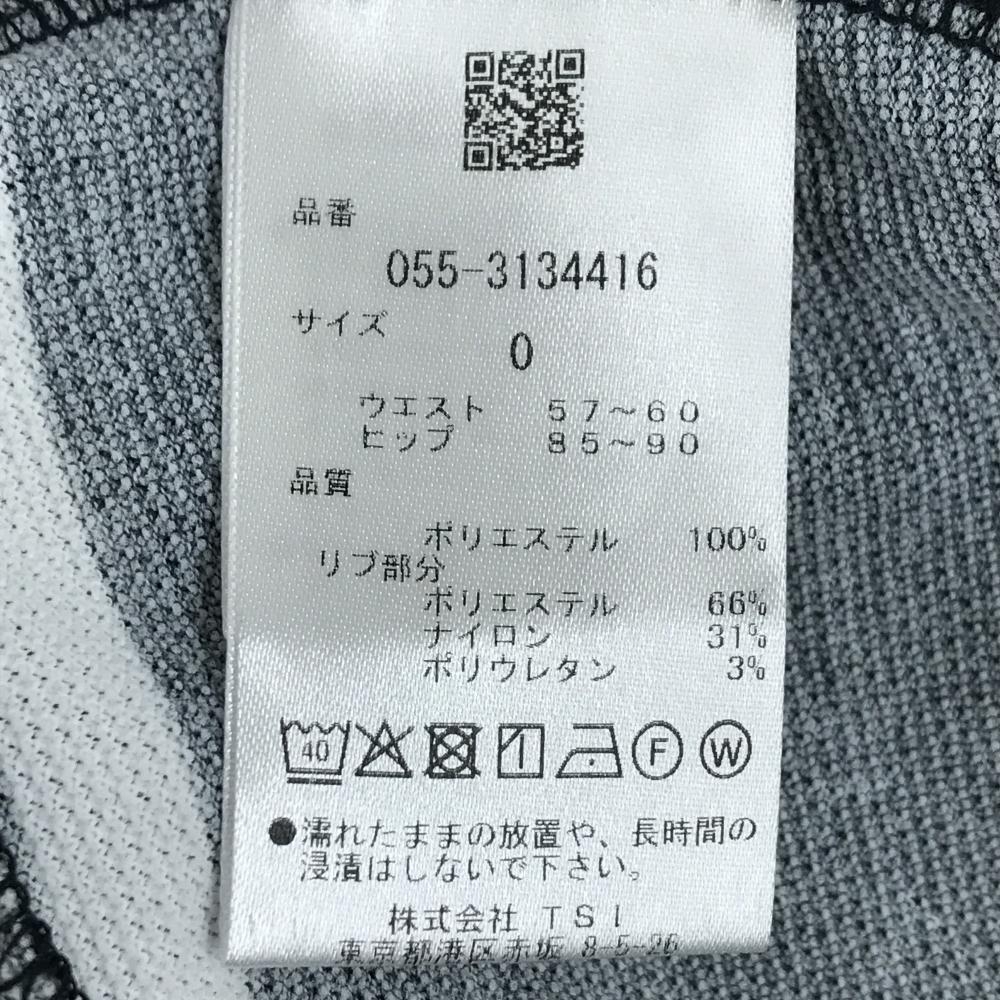 品番
055-3134416
サイズ
0
ウエスト 57～60
ヒップ 85～90
品質
ポリエステル 100%
リブ部分
ポリエステル 66%
ナイロン 31%
ポリウレタン 3%
40 F W
●濡れたままの放置や、長時間の
浸漬はしないで下さい。
株式会社 TSI
東京都港区赤坂 8-5-26